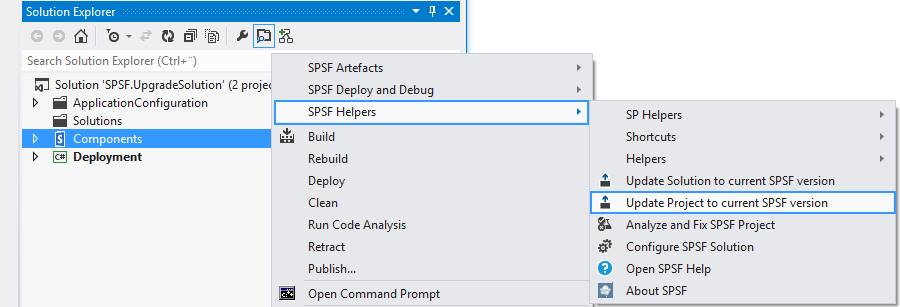 Solution Explorer
Search Solution Explorer (Ctrl+¨)
Solution 'SPSF.UpgradeSolution' (2 projec
ApplicationConfiguration
Solutions
Components
C# Deployment
SPSF Artefacts
SPSF Deploy and Debug
SPSF Helpers
Build
Rebuild
Deploy
Clean
Run Code Analysis
Retract
Publish...
Open Command Prompt
SP Helpers
Shortcuts
Helpers
Update Solution to current SPSF version
Update Project to current SPSF version
Analyze and Fix SPSF Project
Configure SPSF Solution
Open SPSF Help
About SPSF